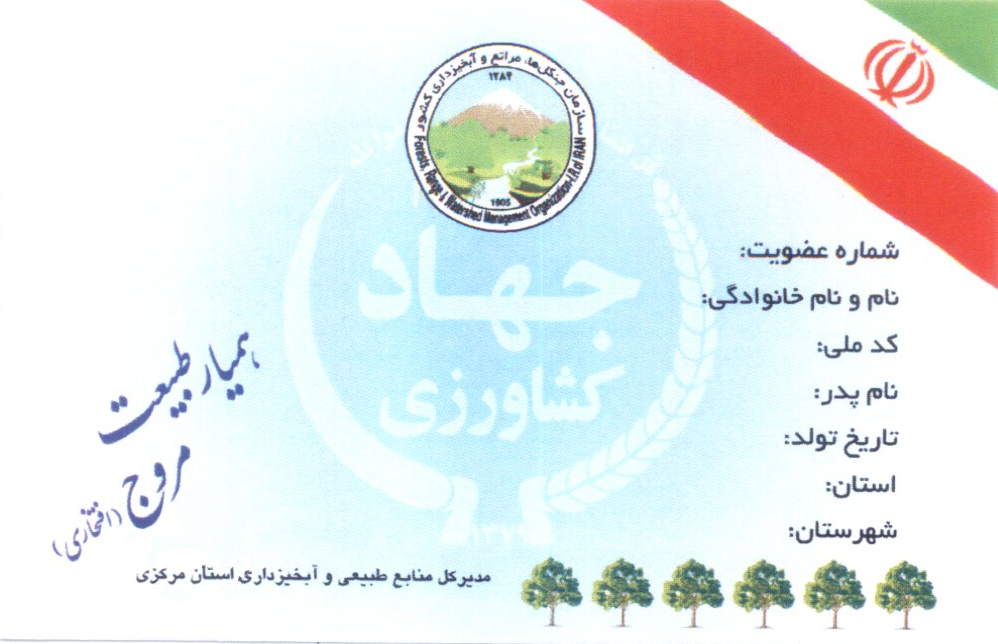 سازمان جنگل‌ها، مراتع و آبخیزداری کشور
۱۲۸۴
1905
Forests, Range & Watershed Management Organization-I.R.of IRAN
جهاد
کشاورزی
شماره عضویت:
نام و نام خانوادگی:
کد ملی:
نام پدر:
تاریخ تولد:
استان:
شهرستان:
همیار طبیعت
مروج (افتخاری)
مدیرکل منابع طبیعی و آبخیزداری استان مرکزی